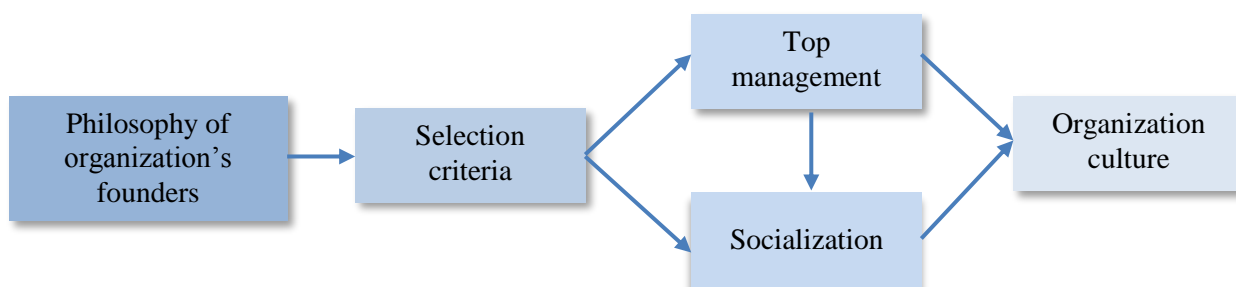 Philosophy of
organization’s
founders
Selection
criteria
Top
management
Socialization
Organization
culture